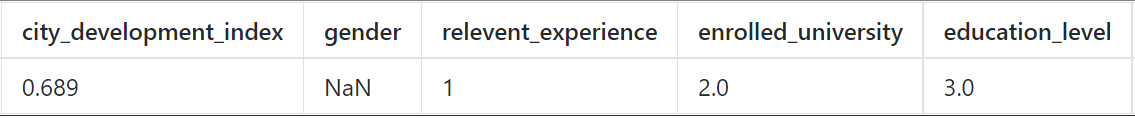 city_development_index gender relevent_experience enrolled_university education_level
0.689 NaN 1 2.0 3.0